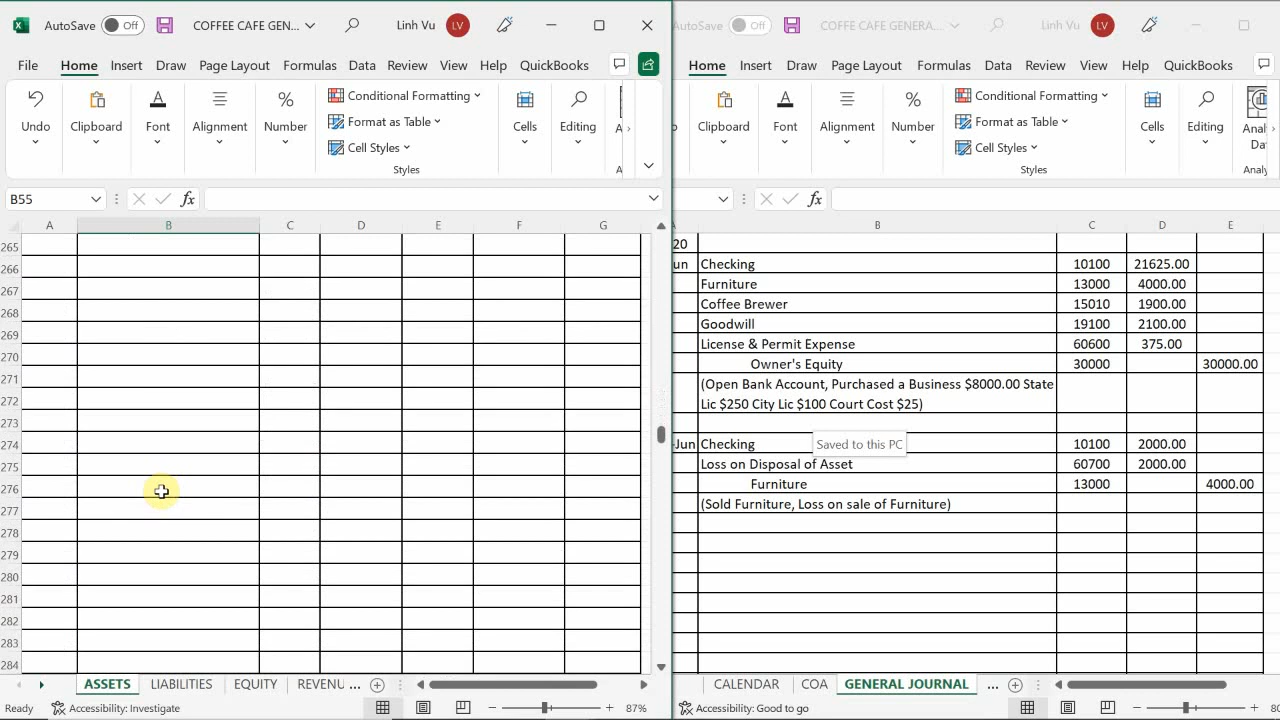 AutoSave Off COFFEE CAFE GEN... Linh Vu LV
File Home Insert Draw Page Layout Formulas Data Review View Help QuickBooks
Undo Clipboard Font Alignment Number Conditional Formatting Format as Table Cell Styles Styles Cells Editing
B55 fx
A B C D E F G
265
266
267
268
269
270
271
272
273
274
275
276
277
278
279
280
281
282
283
284
ASSETS LIABILITIES EQUITY REVENU ...
Ready Accessibility: Investigate 87%
AutoSave Off COFFE CAFE GENERA... Linh Vu LV
Home Insert Draw Page Layout Formulas Data Review View Help QuickBooks
Clipboard Font Alignment Number Conditional Formatting Format as Table Cell Styles Styles Cells Editing
fx
B C D E
20
un Checking 10100 21625.00
Furniture 13000 4000.00
Coffee Brewer 15010 1900.00
Goodwill 19100 2100.00
License & Permit Expense 60600 375.00
Owner's Equity 30000 30000.00
(Open Bank Account, Purchased a Business $8000.00 State
Lic $250 City Lic $100 Court Cost $25)
-Jun Checking 10100 2000.00
Saved to this PC
Loss on Disposal of Asset 60700 2000.00
Furniture 13000 4000.00
(Sold Furniture, Loss on sale of Furniture)
CALENDAR COA GENERAL JOURNAL ...
Accessibility: Good to go